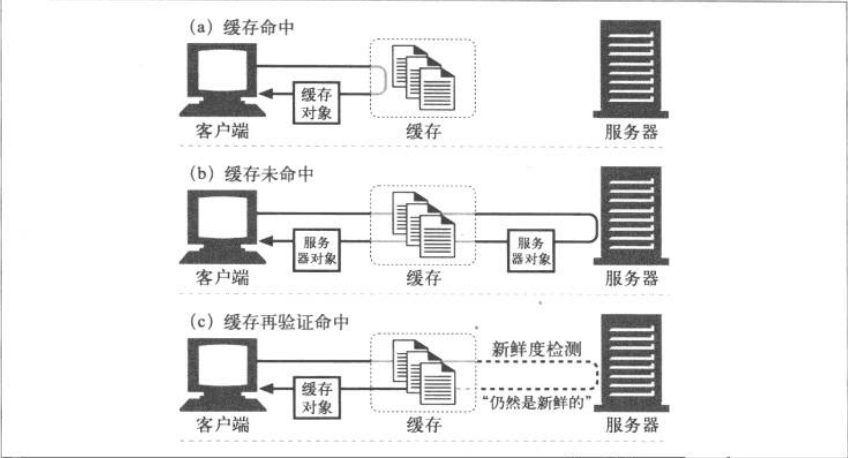 (a) 缓存命中
缓存
对象
客户端
缓存
服务器
(b) 缓存未命中
服务
器对象
服务
器对象
客户端
缓存
服务器
(c) 缓存再验证命中
新鲜度检测
缓存
对象
“仍然是新鲜的”
客户端
缓存
服务器